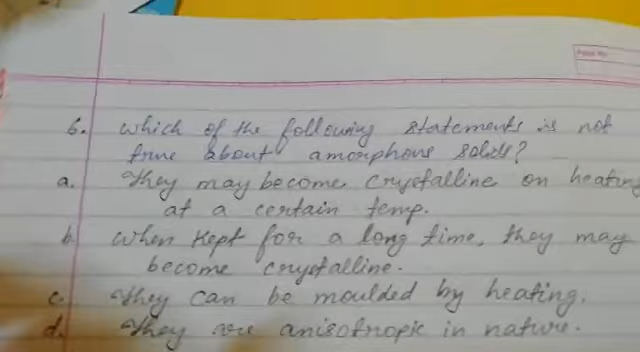 6. which of the following statements is not
true about amorphous solids?
a. They may become crystalline on heating
at a certain temp.
b. when kept for a long time, they may
become crystalline.
c. They can be moulded by heating.
d. They are anisotropic in nature.